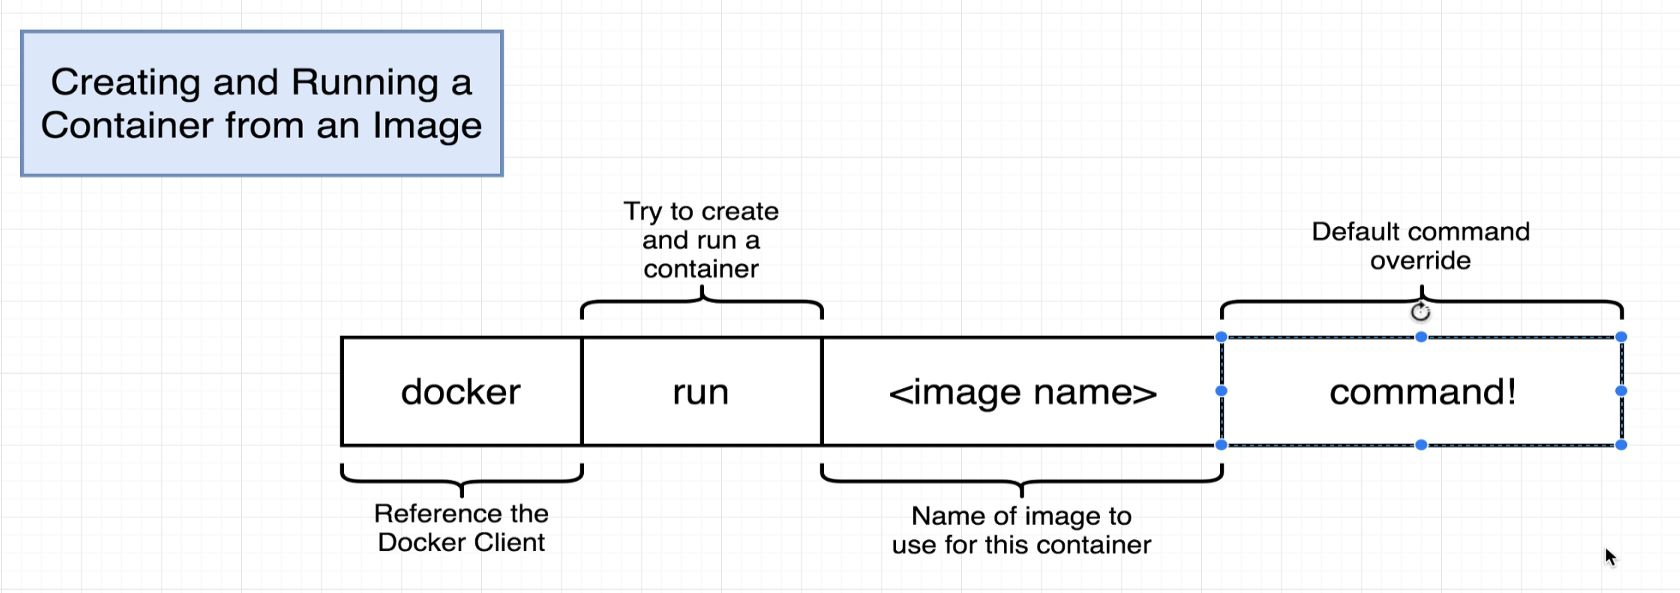 Creating and Running a
Container from an Image
Try to create
and run a
container
Default command
override
docker
run
<image name>
command!
Reference the
Docker Client
Name of image to
use for this container